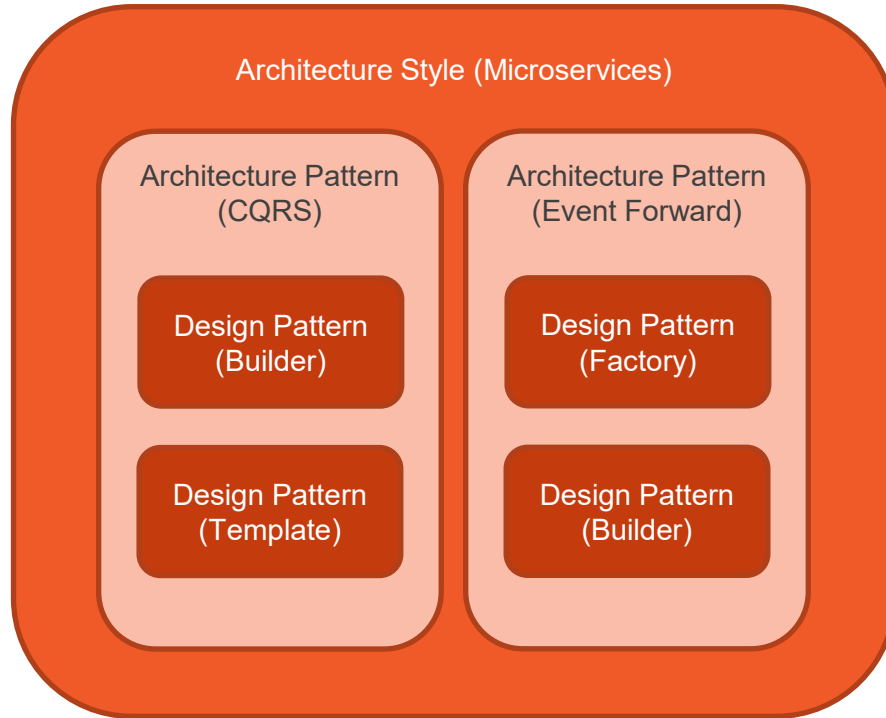 Architecture Style (Microservices)
Architecture Pattern
(CQRS)
Design Pattern
(Builder)
Design Pattern
(Template)
Architecture Pattern
(Event Forward)
Design Pattern
(Factory)
Design Pattern
(Builder)